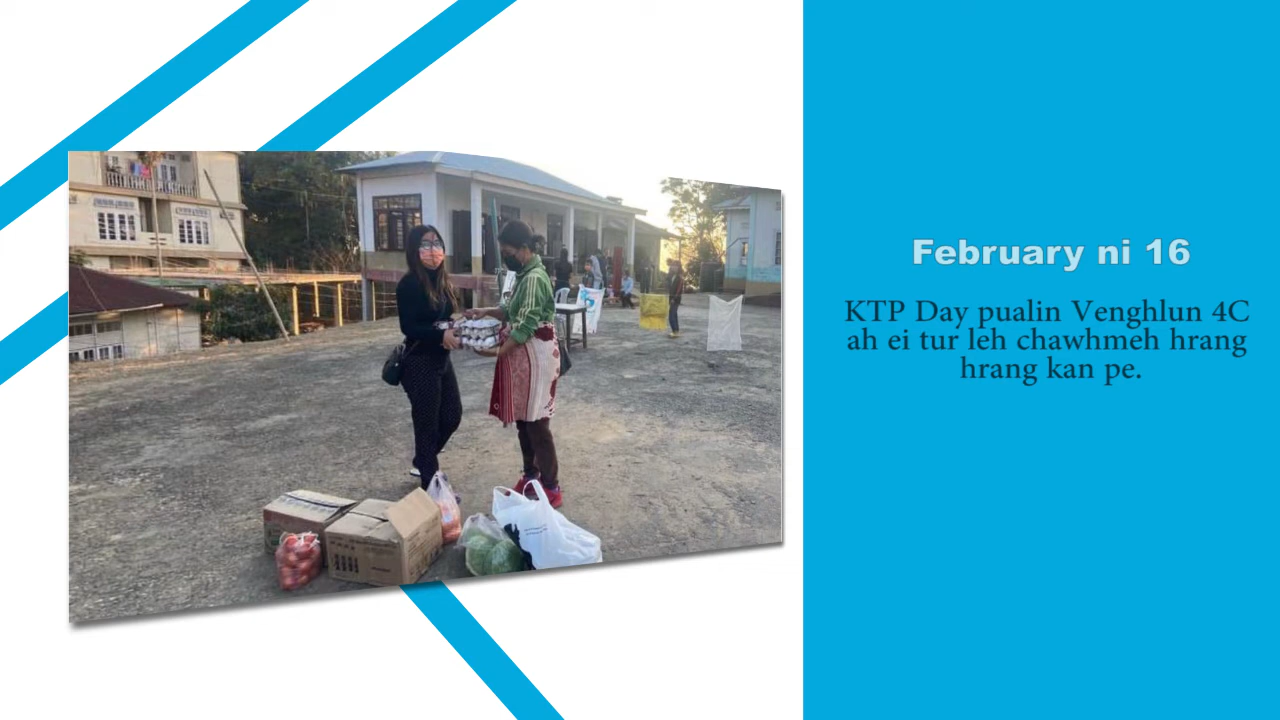 February ni 16
KTP Day pualin Venghlun 4C
ah ei tur leh chawhmeh hrang
hrang kan pe.